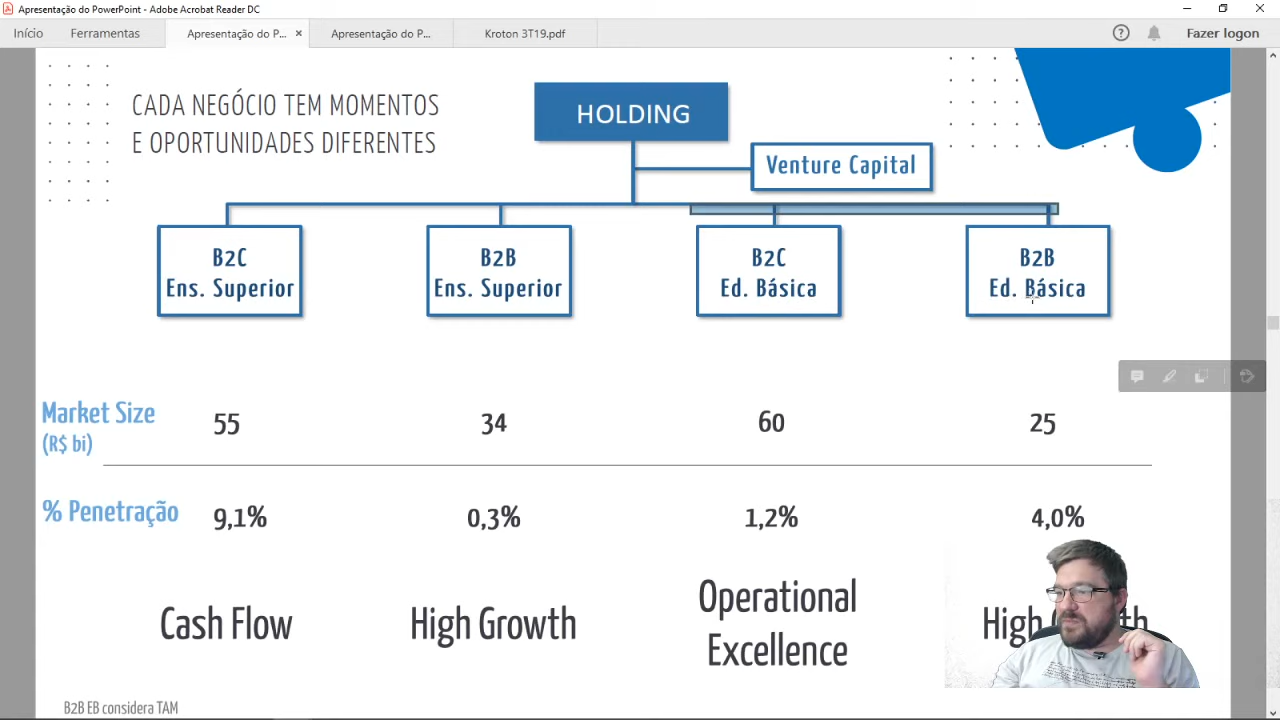 Apresentação do PowerPoint - Adobe Acrobat Reader DC
Início Ferramentas Apresentação do P... × Apresentação do P... Kroton 3T19.pdf Fazer logon
CADA NEGÓCIO TEM MOMENTOS
E OPORTUNIDADES DIFERENTES
HOLDING
Venture Capital
B2C
Ens. Superior
B2B
Ens. Superior
B2C
Ed. Básica
B2B
Ed. Básica
Market Size
(R$ bi)
55 34 60 25
% Penetração 9,1% 0,3% 1,2% 4,0%
Cash Flow
High Growth
Operational
Excellence
High
B2B EB considera TAM